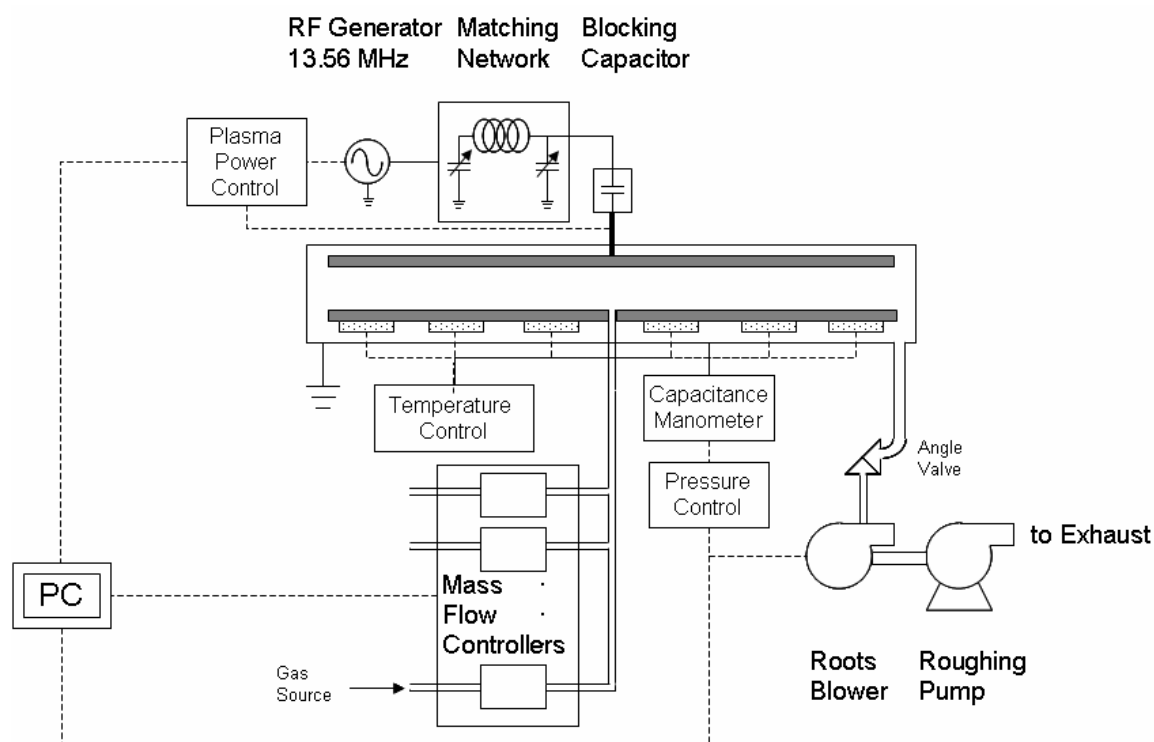 RF Generator
13.56 MHz
Matching
Network
Blocking
Capacitor
Plasma
Power
Control
Temperature
Control
Capacitance
Manometer
Angle
Valve
Pressure
Control
to Exhaust
PC
Mass
Flow
Controllers
Gas
Source
Roots
Blower
Roughing
Pump